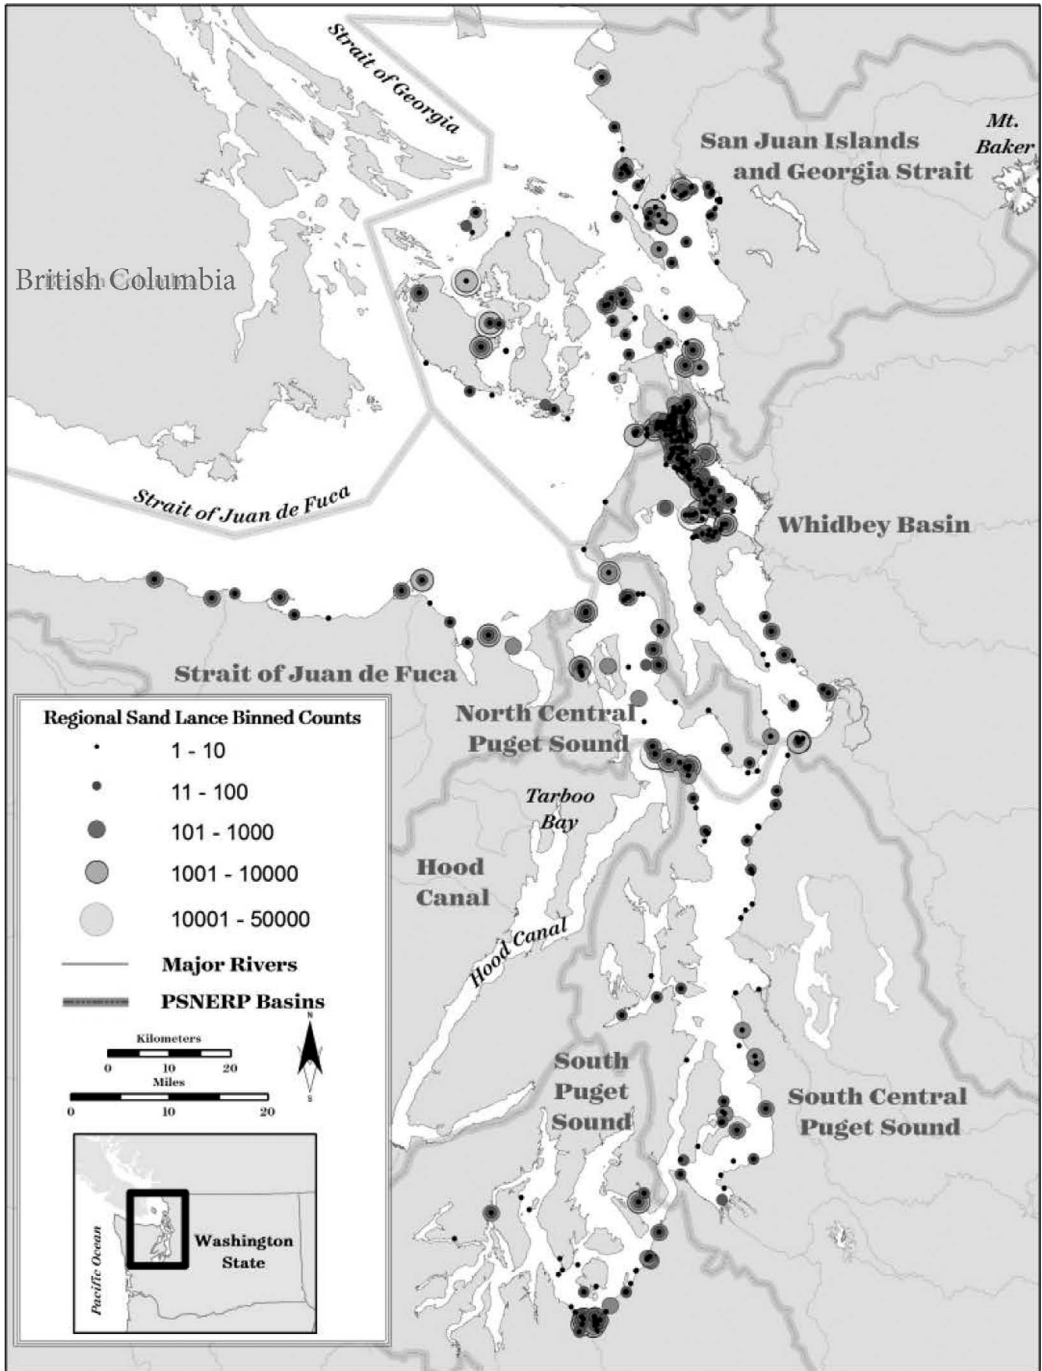 Strait of Georgia
Mt.
Baker
San Juan Islands
and Georgia Strait
British Columbia
Strait of Juan de Fuca
Whidbey Basin
Strait of Juan de Fuca
North Central
Puget Sound
Tarboo
Bay
Hood
Canal
Hood Canal
South
Puget
Sound
South Central
Puget Sound
Regional Sand Lance Binned Counts
1 - 10
11 - 100
101 - 1000
1001 - 10000
10001 - 50000
Major Rivers
PSNERP Basins
N
Kilometers
0 10 20
Miles
0 10 20
S
Pacific Ocean
Washington
State